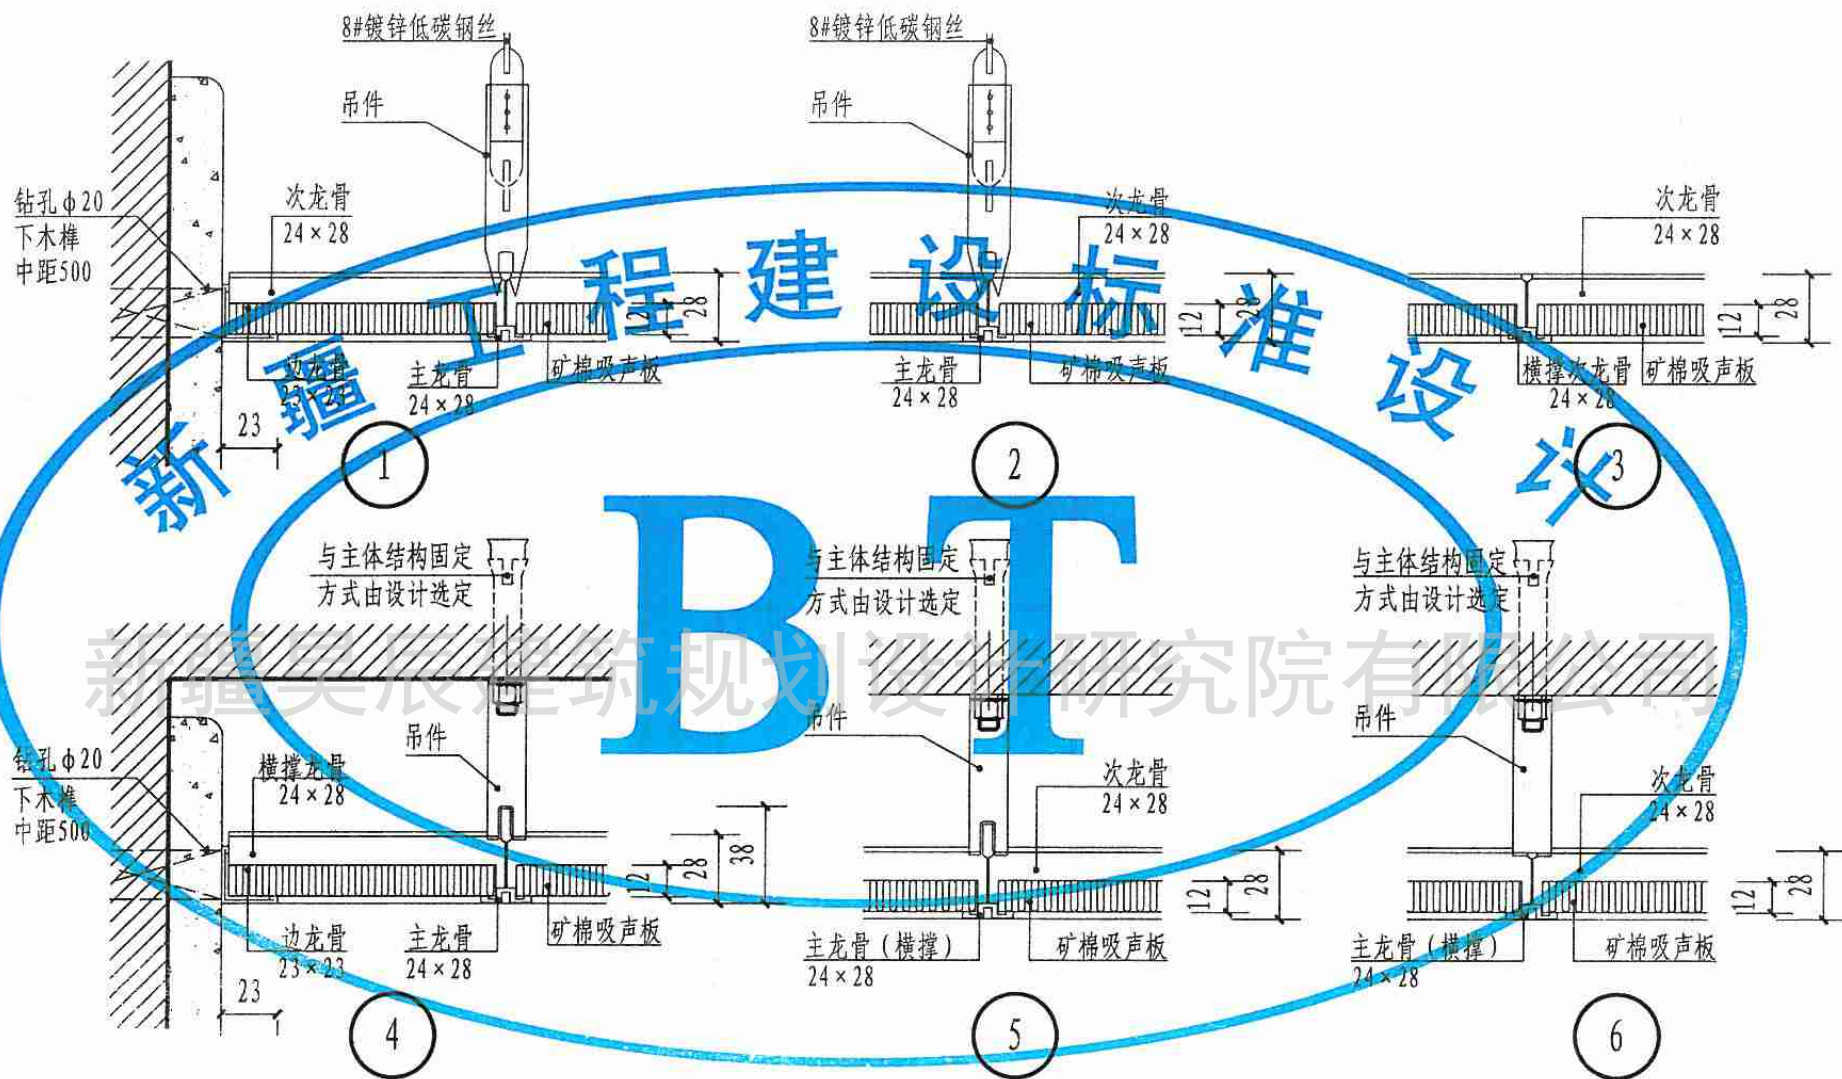 8#镀锌低碳钢丝
吊件
钻孔φ20
下木榫
中距500
次龙骨
24×28
28
12
边龙骨
23×23
主龙骨
24×28
矿棉吸声板
23
1
8#镀锌低碳钢丝
吊件
次龙骨
24×28
12
28
主龙骨
24×28
矿棉吸声板
2
次龙骨
24×28
12
28
横撑次龙骨
24×28
矿棉吸声板
3
新疆工程建设标准设计
BT
新疆昊辰建筑规划设计研究院有限公司
与主体结构固定
方式由设计选定
吊件
钻孔φ20
下木榫
中距500
横撑龙骨
24×28
12
28
38
边龙骨
23×23
主龙骨
24×28
矿棉吸声板
23
4
与主体结构固定
方式由设计选定
吊件
次龙骨
24×28
12
28
主龙骨（横撑）
24×28
矿棉吸声板
5
与主体结构固定
方式由设计选定
吊件
次龙骨
24×28
12
28
主龙骨（横撑）
24×28
矿棉吸声板
6